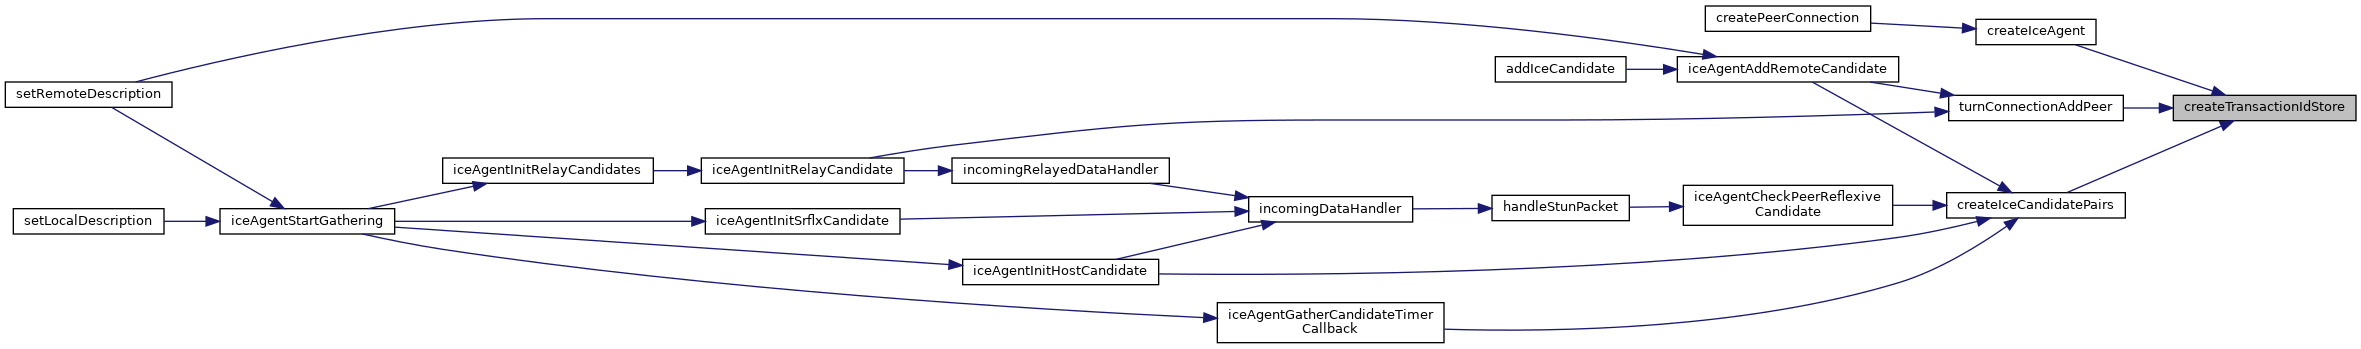 createPeerConnection
createIceAgent
addIceCandidate
iceAgentAddRemoteCandidate
setRemoteDescription
turnConnectionAddPeer
createTransactionIdStore
iceAgentInitRelayCandidates
iceAgentInitRelayCandidate
incomingRelayedDataHandler
setLocalDescription
iceAgentStartGathering
iceAgentInitSrflxCandidate
incomingDataHandler
handleStunPacket
iceAgentCheckPeerReflexive
Candidate
createIceCandidatePairs
iceAgentInitHostCandidate
iceAgentGatherCandidateTimer
Callback